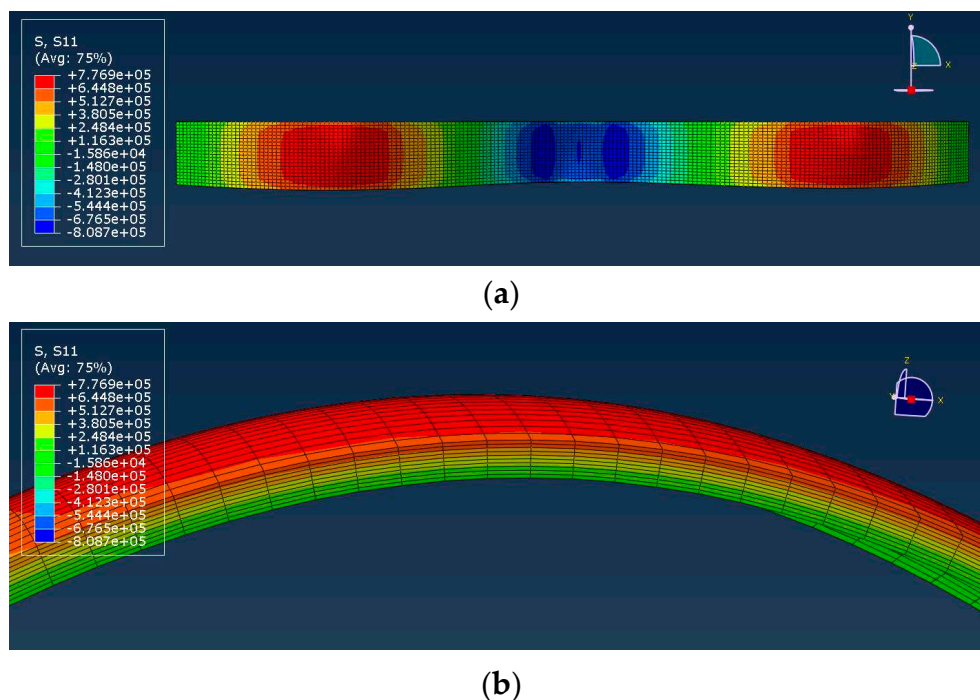 S, S11
(Avg: 75%)
+7.769e+05
+6.448e+05
+5.127e+05
+3.805e+05
+2.484e+05
+1.163e+05
-1.586e+04
-1.480e+05
-2.801e+05
-4.123e+05
-5.444e+05
-6.765e+05
-8.087e+05
Y
X
(a)
S, S11
(Avg: 75%)
+7.769e+05
+6.448e+05
+5.127e+05
+3.805e+05
+2.484e+05
+1.163e+05
-1.586e+04
-1.480e+05
-2.801e+05
-4.123e+05
-5.444e+05
-6.765e+05
-8.087e+05
Z
X
(b)